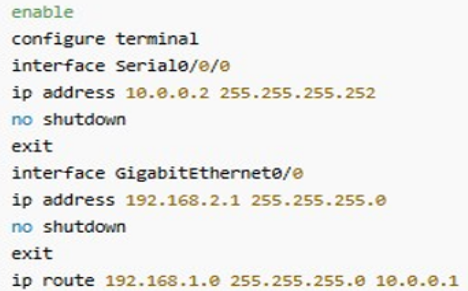 enable
configure terminal
interface Serial0/0/0
ip address 10.0.0.2 255.255.255.252
no shutdown
exit
interface GigabitEthernet0/0
ip address 192.168.2.1 255.255.255.0
no shutdown
exit
ip route 192.168.1.0 255.255.255.0 10.0.0.1